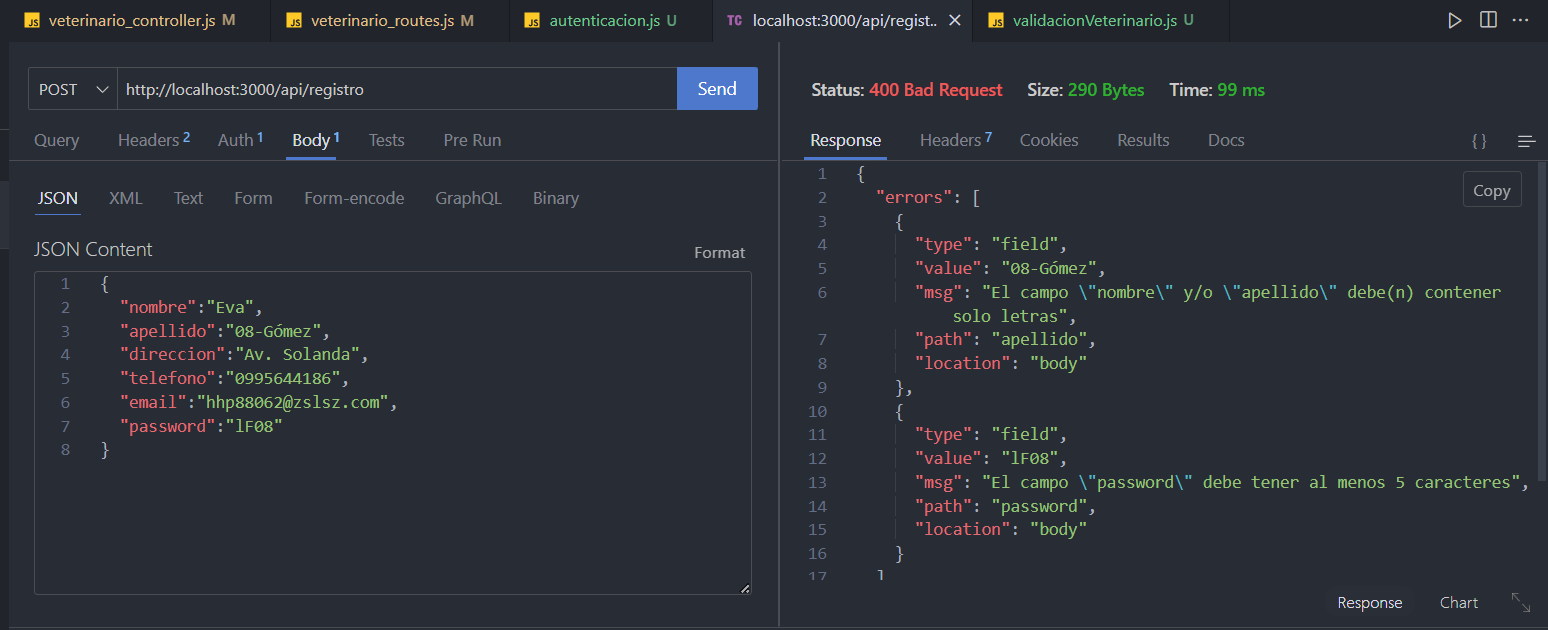 JS veterinario_controller.js M JS veterinario_routes.js M JS autenticacion.js U TC localhost:3000/api/regist.. JS validacionVeterinario.js U
POST http://localhost:3000/api/registro Send
Query Headers 2 Auth 1 Body 1 Tests Pre Run
JSON XML Text Form Form-encode GraphQL Binary
JSON Content Format
1 {
2 "nombre":"Eva",
3 "apellido":"08-Gómez",
4 "direccion":"Av. Solanda",
5 "telefono":"0995644186",
6 "email":"hhp88062@zslsz.com",
7 "password":"lF08"
8 }
Status: 400 Bad Request Size: 290 Bytes Time: 99 ms
Response Headers 7 Cookies Results Docs { }
Copy
1 {
2 "errors": [
3 {
4 "type": "field",
5 "value": "08-Gómez",
6 "msg": "El campo \"nombre\" y/o \"apellido\" debe(n) contener
solo letras",
7 "path": "apellido",
8 "location": "body"
9 },
10 {
11 "type": "field",
12 "value": "lF08",
13 "msg": "El campo \"password\" debe tener al menos 5 caracteres",
14 "path": "password",
15 "location": "body"
16 }
17 ]
Response Chart